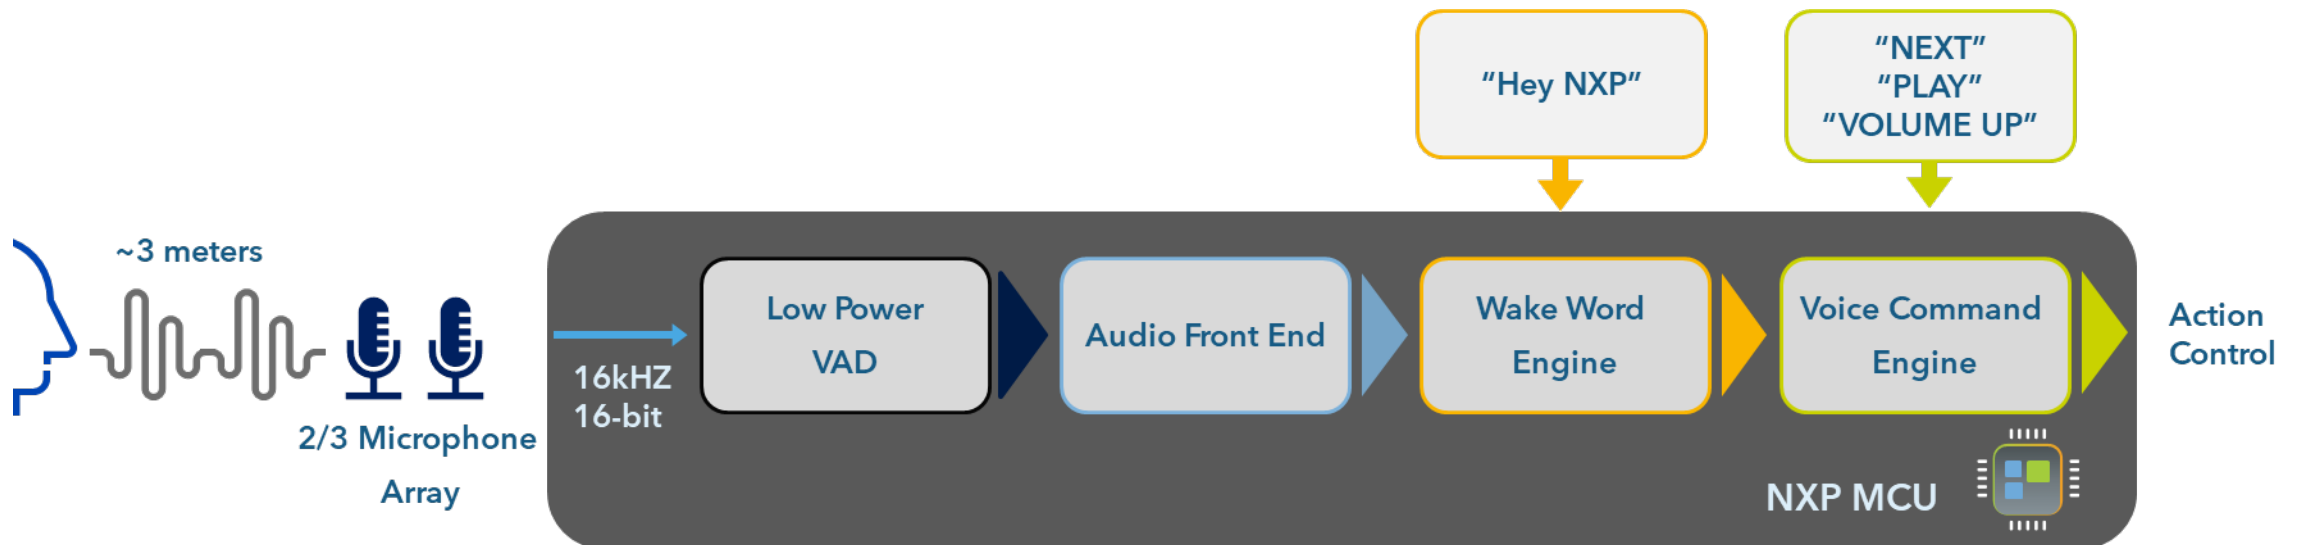 ~3 meters
2/3 Microphone
Array
16kHZ
16-bit
Low Power
VAD
Audio Front End
“Hey NXP”
Wake Word
Engine
“NEXT”
“PLAY”
“VOLUME UP”
Voice Command
Engine
NXP MCU
Action
Control